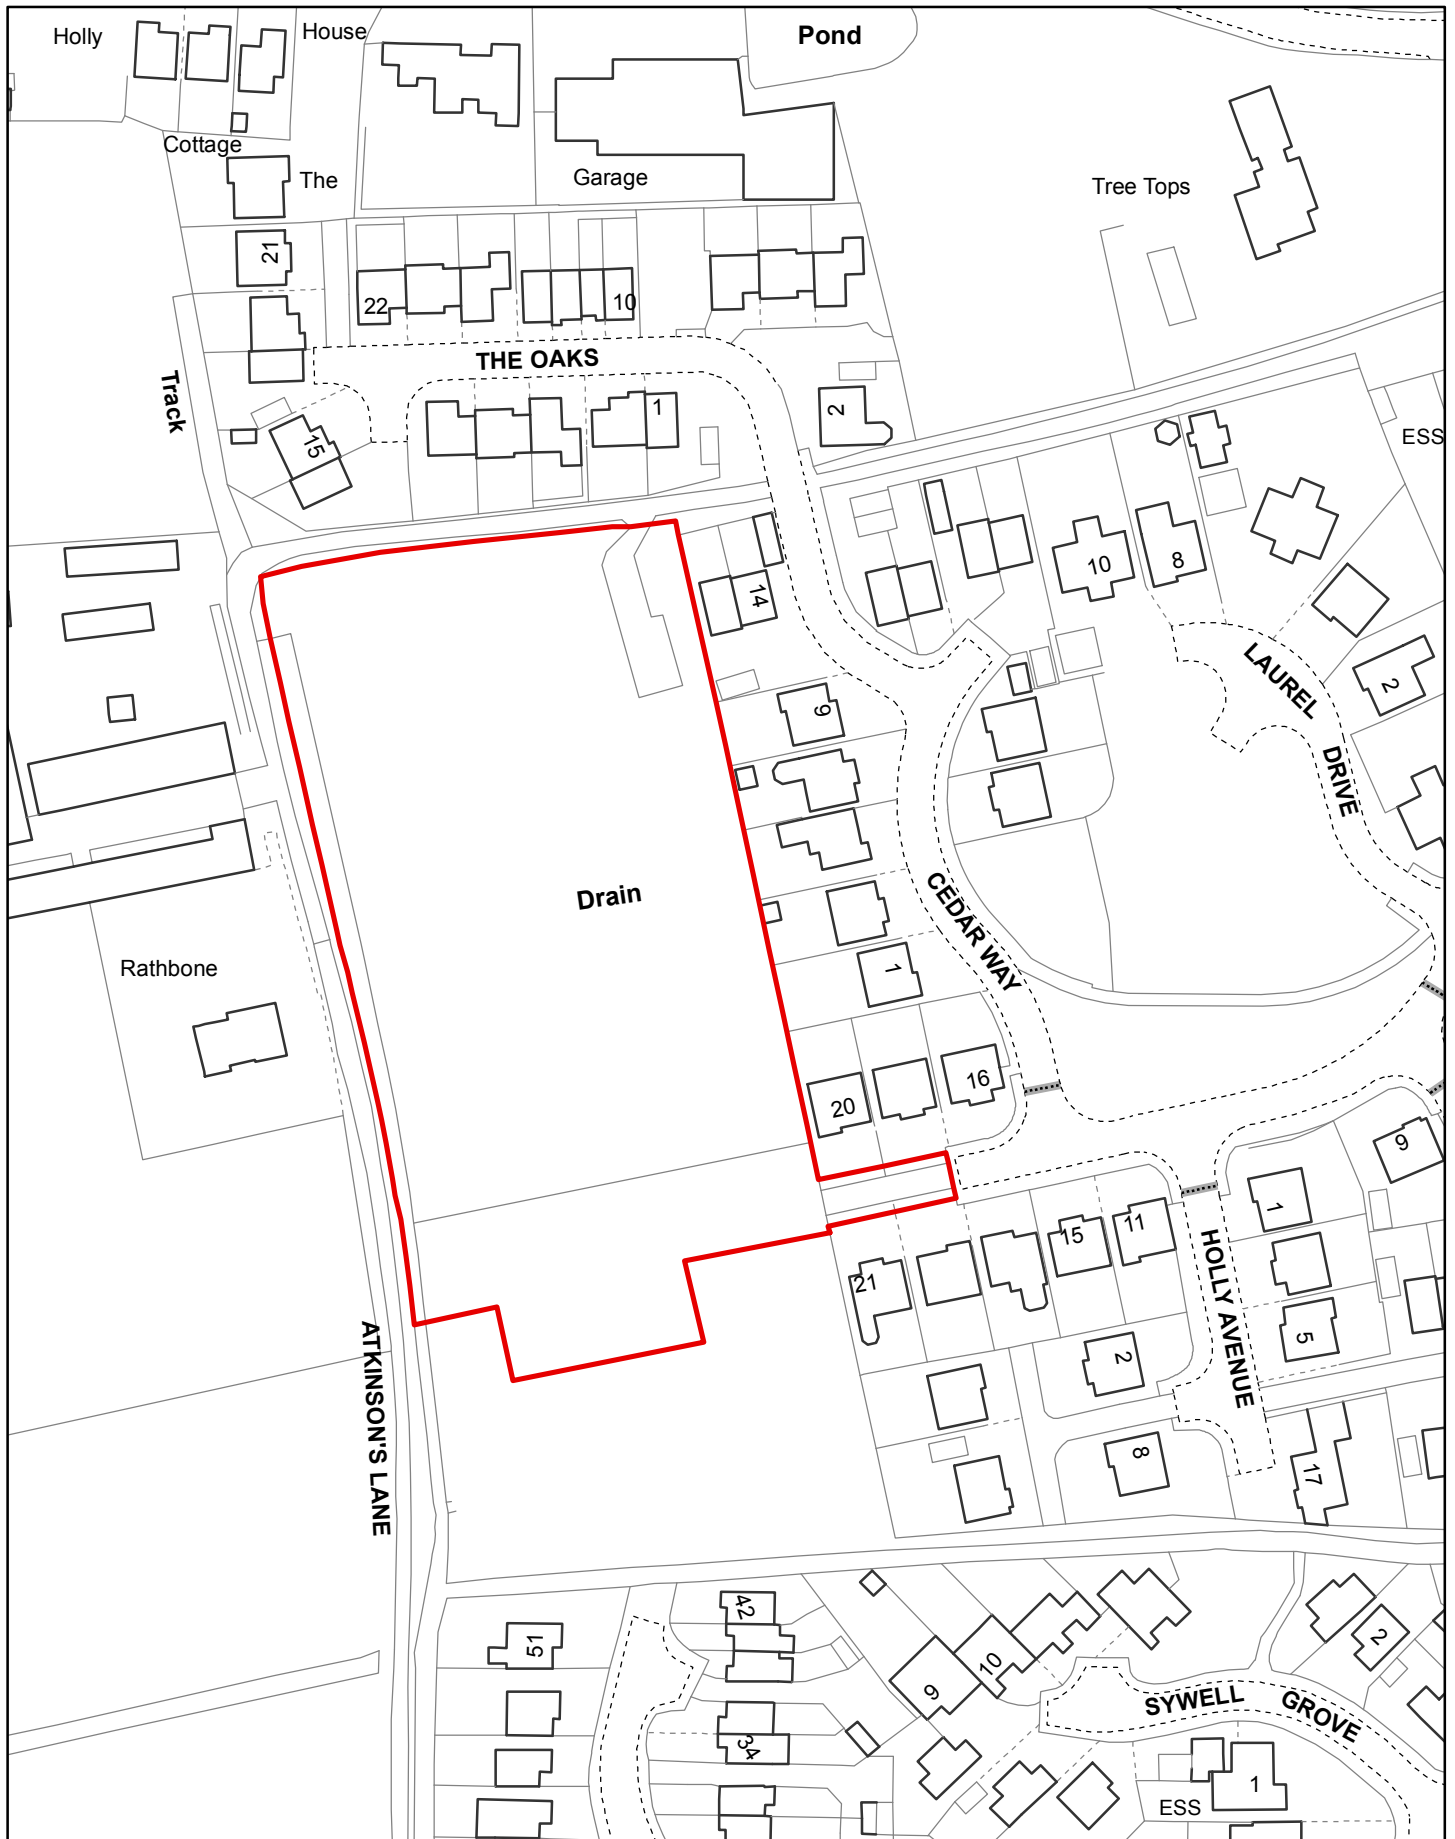 Holly
House
Pond
Cottage
The
Garage
Tree Tops
21
22
10
THE OAKS
Track
1
2
15
ESS
14
10
8
LAUREL
DRIVE
2
9
Drain
CEDAR WAY
1
Rathbone
20
16
9
1
21
15
11
HOLLY AVENUE
5
2
8
17
ATKINSON'S LANE
51
42
34
9
10
2
SYWELL GROVE
1
ESS